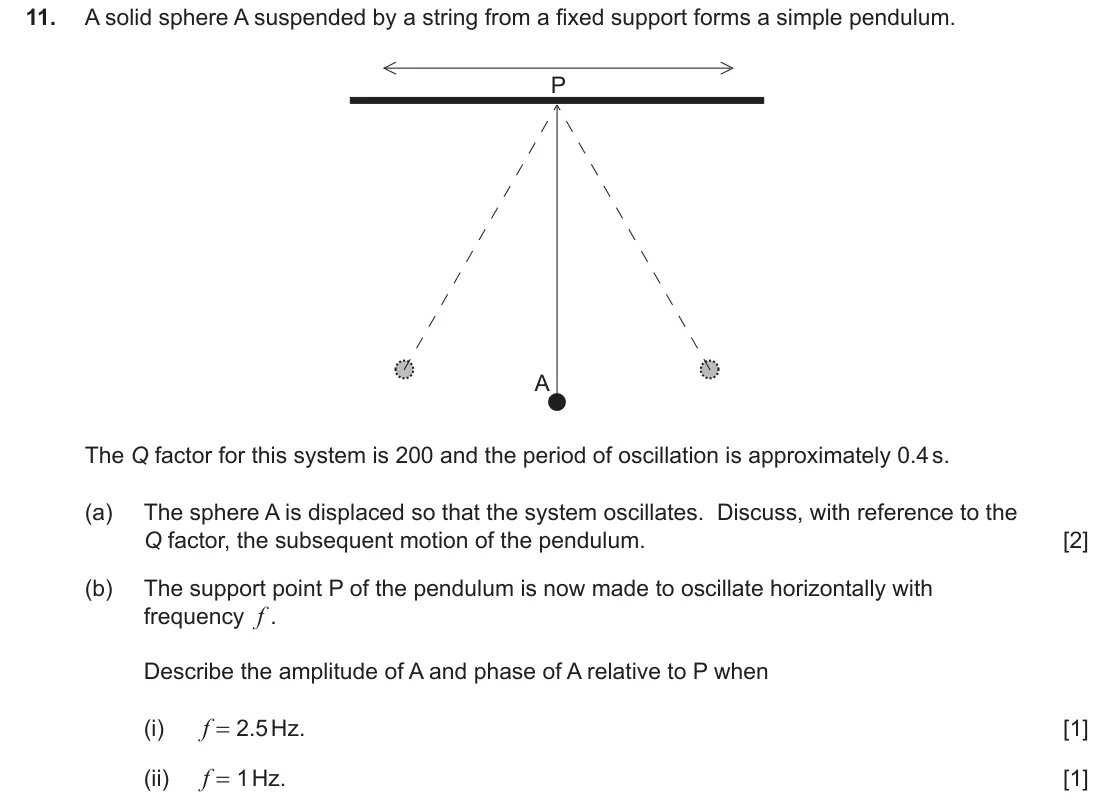 11. A solid sphere A suspended by a string from a fixed support forms a simple pendulum.
P
A
The Q factor for this system is 200 and the period of oscillation is approximately 0.4 s.
(a) The sphere A is displaced so that the system oscillates. Discuss, with reference to the
Q factor, the subsequent motion of the pendulum. [2]
(b) The support point P of the pendulum is now made to oscillate horizontally with
frequency f.
Describe the amplitude of A and phase of A relative to P when
(i) f = 2.5 Hz. [1]
(ii) f = 1 Hz. [1]